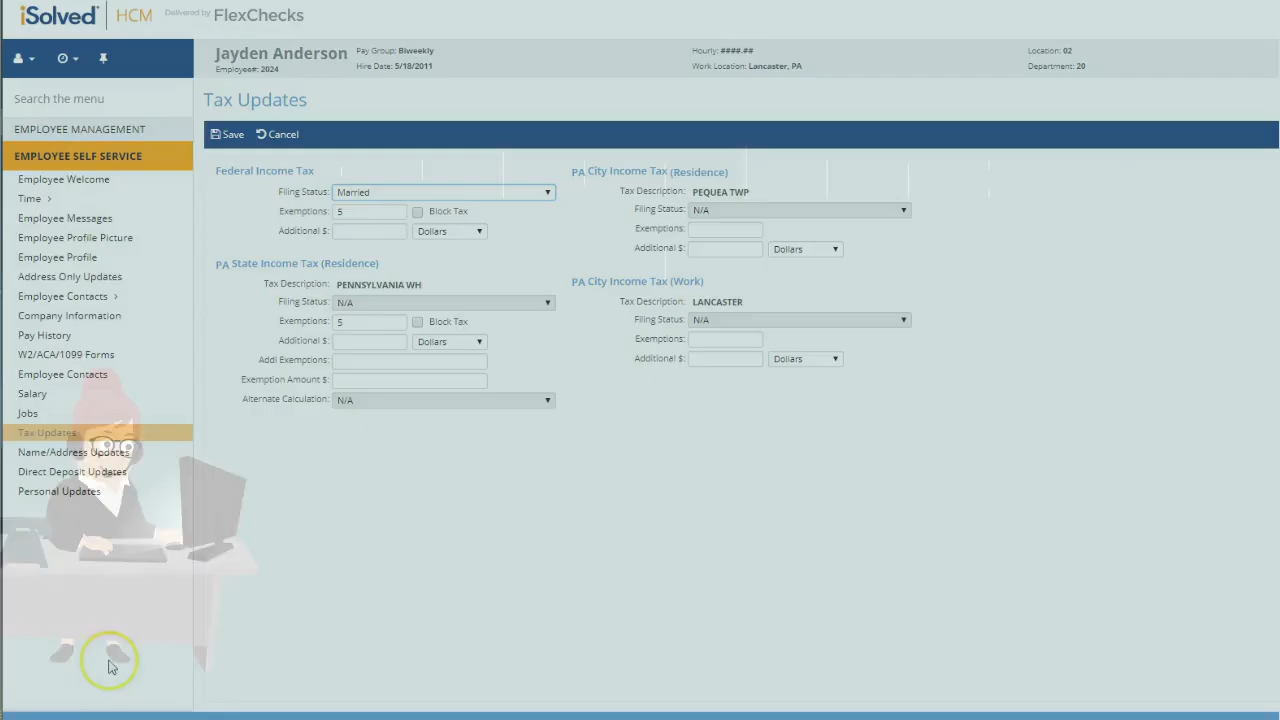 iSolved HCM Delivered by FlexChecks
Jayden Anderson
Employee#: 2024
Pay Group: Biweekly
Hire Date: 5/18/2011
Hourly: ####.##
Work Location: Lancaster, PA
Location: 02
Department: 20
Search the menu
EMPLOYEE MANAGEMENT
EMPLOYEE SELF SERVICE
Employee Welcome
Time
Employee Messages
Employee Profile Picture
Employee Profile
Address Only Updates
Employee Contacts
Company Information
Pay History
W2/ACA/1099 Forms
Employee Contacts
Salary
Jobs
Tax Updates
Name/Address Updates
Direct Deposit Updates
Personal Updates
Tax Updates
Save Cancel
Federal Income Tax
Filing Status: Married
Exemptions: 5 Block Tax
Additional $: Dollars
PA State Income Tax (Residence)
Tax Description: PENNSYLVANIA WH
Filing Status: N/A
Exemptions: 5 Block Tax
Additional $: Dollars
Addl Exemptions:
Exemption Amount $:
Alternate Calculation: N/A
PA City Income Tax (Residence)
Tax Description: PEQUEA TWP
Filing Status: N/A
Exemptions:
Additional $: Dollars
PA City Income Tax (Work)
Tax Description: LANCASTER
Filing Status: N/A
Exemptions:
Additional $: Dollars